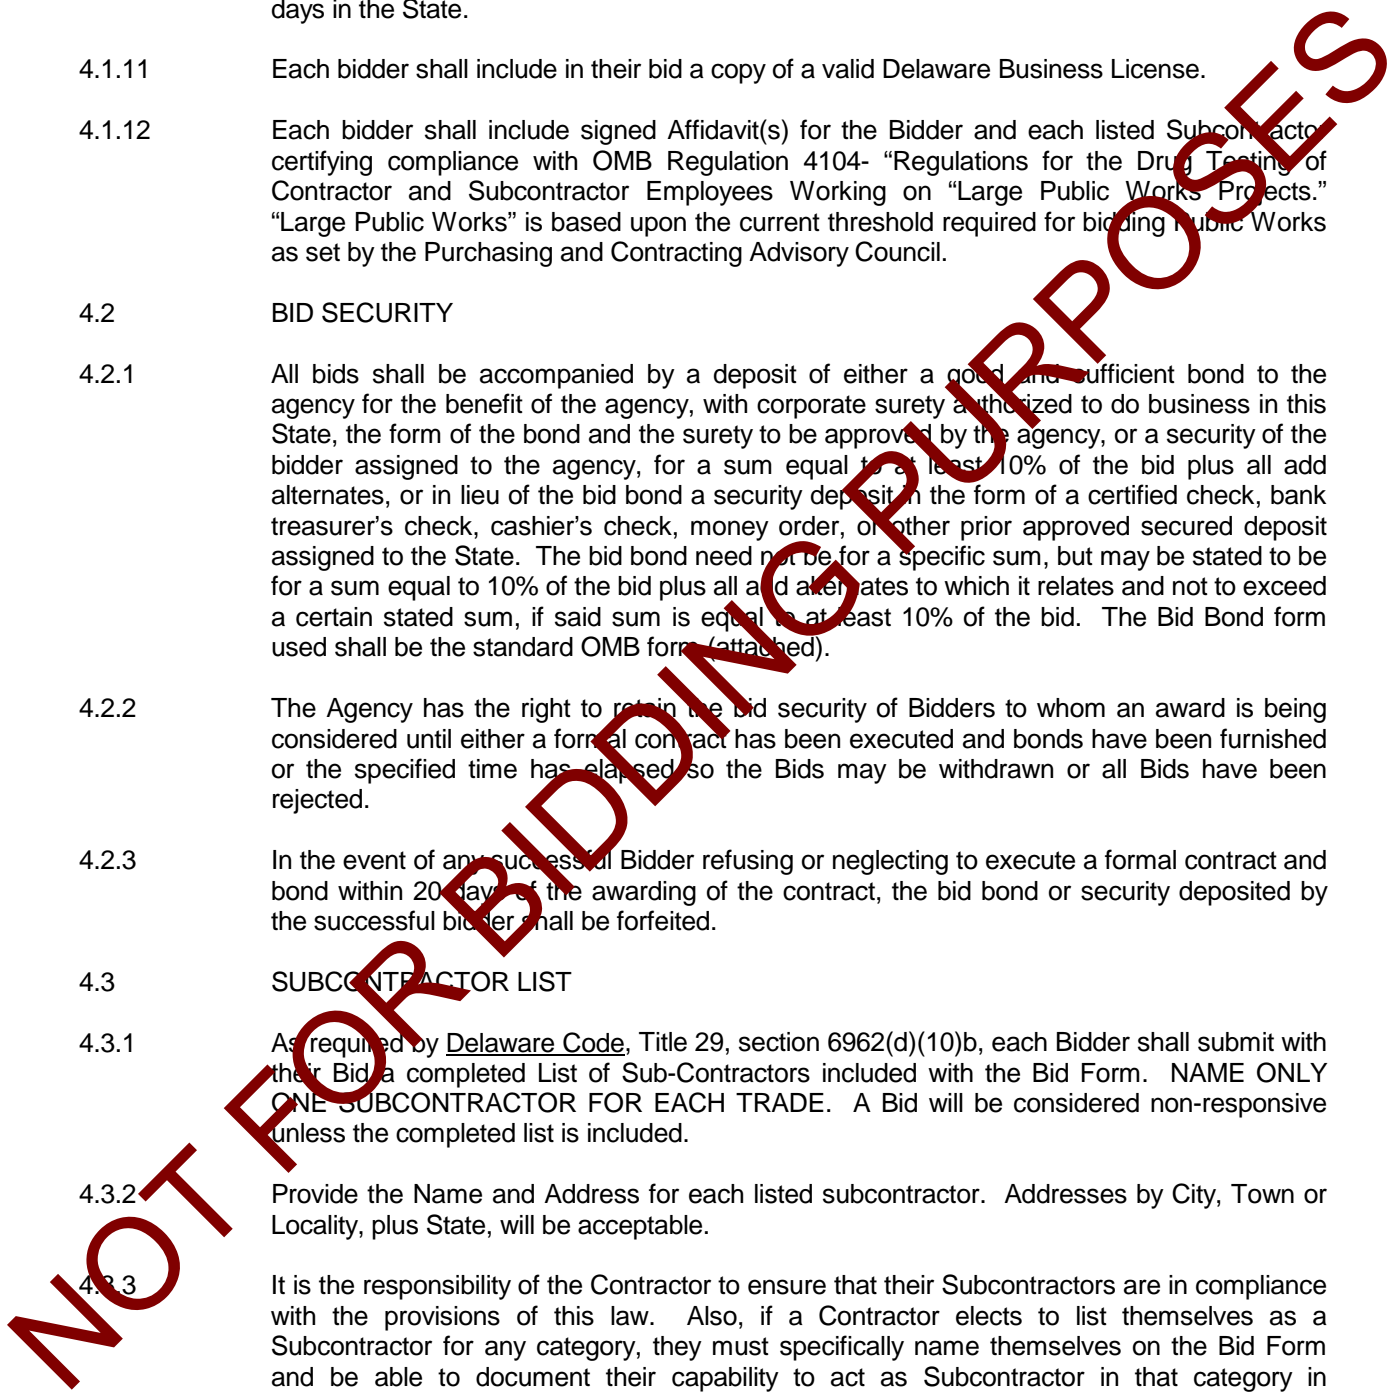 days in the State.
4.1.11 Each bidder shall include in their bid a copy of a valid Delaware Business License.
4.1.12 Each bidder shall include signed Affidavit(s) for the Bidder and each listed Subcontractor
certifying compliance with OMB Regulation 4104- “Regulations for the Drug Testing of
Contractor and Subcontractor Employees Working on “Large Public Works Projects.”
“Large Public Works” is based upon the current threshold required for bidding Public Works
as set by the Purchasing and Contracting Advisory Council.
4.2 BID SECURITY
4.2.1 All bids shall be accompanied by a deposit of either a good and sufficient bond to the
agency for the benefit of the agency, with corporate surety authorized to do business in this
State, the form of the bond and the surety to be approved by the agency, or a security of the
bidder assigned to the agency, for a sum equal to at least 10% of the bid plus all add
alternates, or in lieu of the bid bond a security deposit in the form of a certified check, bank
treasurer’s check, cashier’s check, money order, or other prior approved secured deposit
assigned to the State. The bid bond need not be for a specific sum, but may be stated to be
for a sum equal to 10% of the bid plus all add alternates to which it relates and not to exceed
a certain stated sum, if said sum is equal to at least 10% of the bid. The Bid Bond form
used shall be the standard OMB form (attached).
4.2.2 The Agency has the right to retain the bid security of Bidders to whom an award is being
considered until either a formal contract has been executed and bonds have been furnished
or the specified time has elapsed so the Bids may be withdrawn or all Bids have been
rejected.
4.2.3 In the event of any successful Bidder refusing or neglecting to execute a formal contract and
bond within 20 days of the awarding of the contract, the bid bond or security deposited by
the successful bidder shall be forfeited.
4.3 SUBCONTRACTOR LIST
4.3.1 As required by Delaware Code, Title 29, section 6962(d)(10)b, each Bidder shall submit with
their Bid a completed List of Sub-Contractors included with the Bid Form. NAME ONLY
ONE SUBCONTRACTOR FOR EACH TRADE. A Bid will be considered non-responsive
unless the completed list is included.
4.3.2 Provide the Name and Address for each listed subcontractor. Addresses by City, Town or
Locality, plus State, will be acceptable.
4.3.3 It is the responsibility of the Contractor to ensure that their Subcontractors are in compliance
with the provisions of this law. Also, if a Contractor elects to list themselves as a
Subcontractor for any category, they must specifically name themselves on the Bid Form
and be able to document their capability to act as Subcontractor in that category in
NOT FOR BIDDING PURPOSES